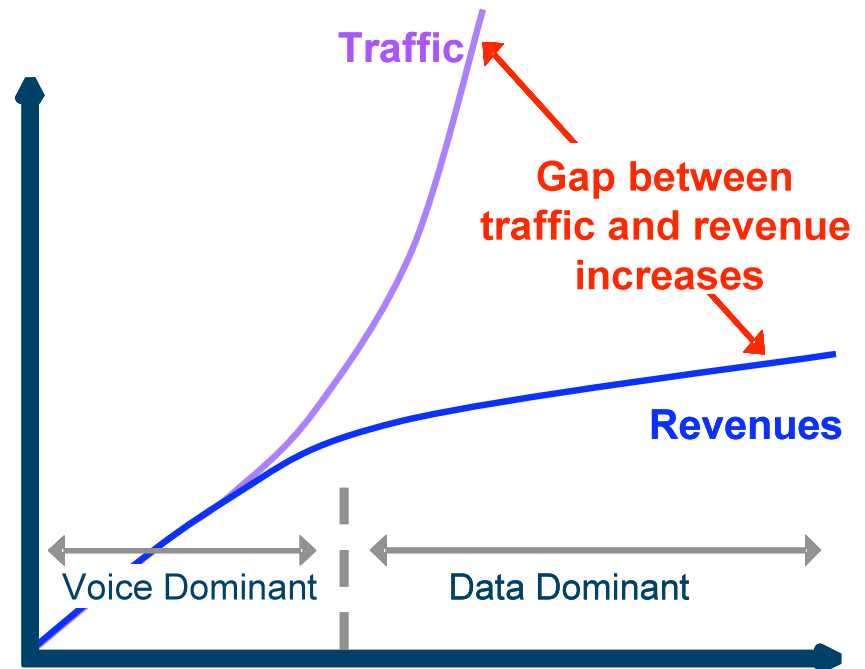 Traffic
Gap between
traffic and revenue
increases
Revenues
Voice Dominant
Data Dominant